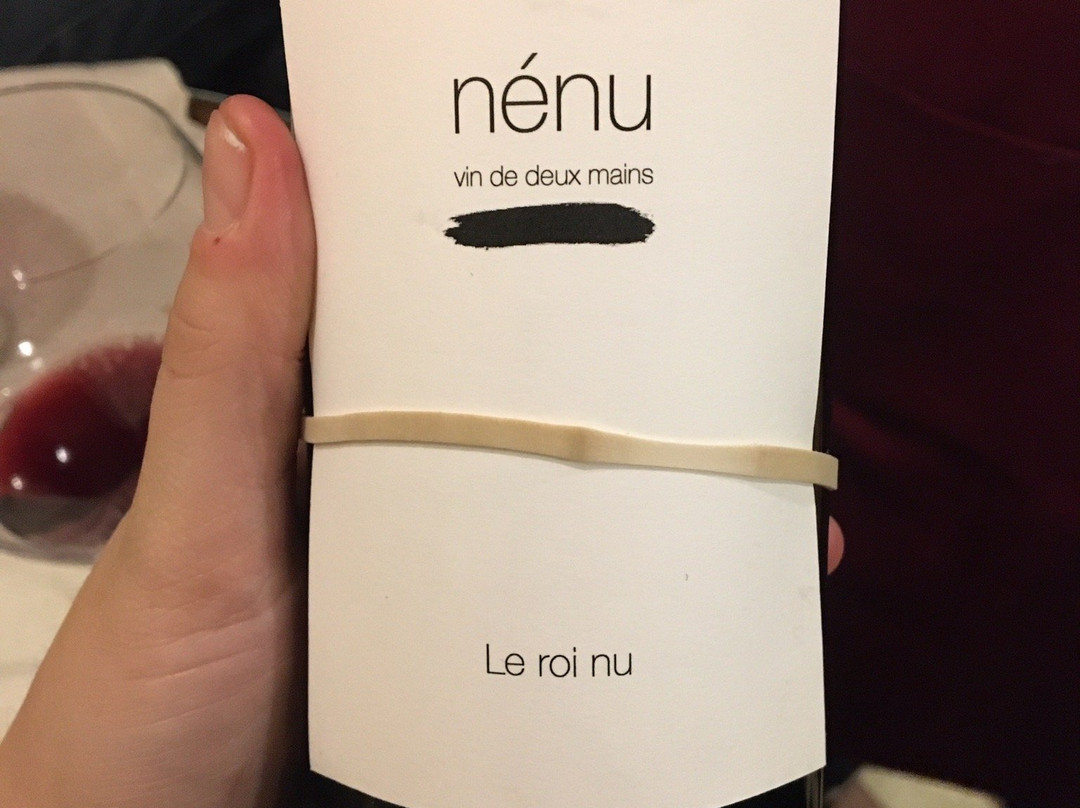 nénu
vin de deux mains
Le roi nu